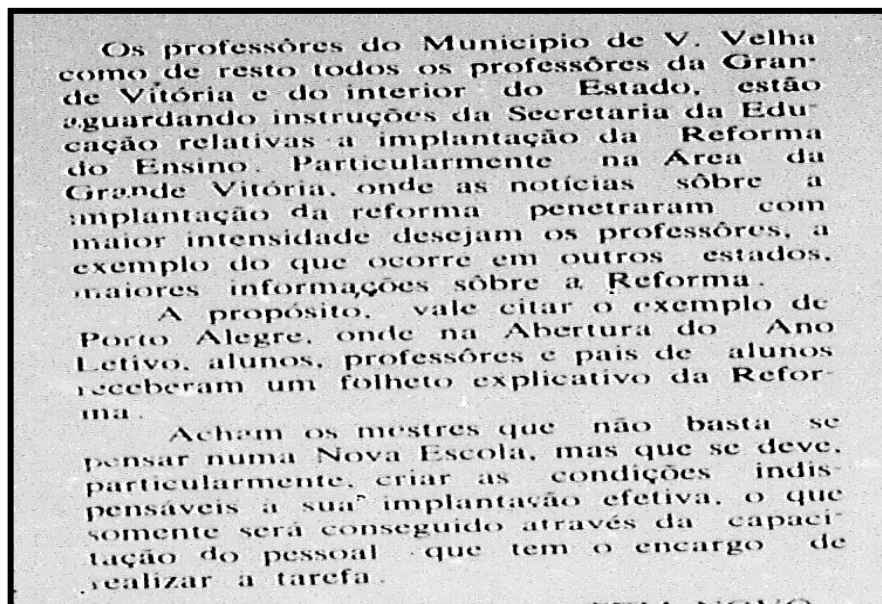 Os professôres do Municipio de V. Velha
como de resto todos os professôres da Gran-
de Vitória e do interior do Estado, estão
aguardando instruções da Secretaria da Edu-
cação relativas a implantação da Reforma
do Ensino. Particularmente na Área da
Grande Vitória, onde as notícias sôbre a
implantação da reforma penetraram com
maior intensidade desejam os professôres, a
exemplo do que ocorre em outros estados,
maiores informações sôbre a Reforma.
A propósito, vale citar o exemplo de
Porto Alegre, onde na Abertura do Ano
Letivo, alunos, professôres e pais de alunos
receberam um folheto explicativo da Refor-
ma.
Acham os mestres que não basta se
pensar numa Nova Escola, mas que se deve,
particularmente, criar as condições indis-
pensáveis à sua implantação efetiva, o que
somente será conseguido através da capaci-
tação do pessoal que tem o encargo de
realizar a tarefa.